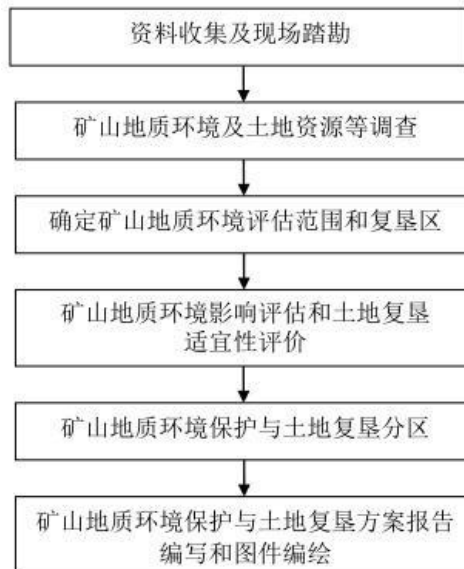 资料收集及现场踏勘
矿山地质环境及土地资源等调查
确定矿山地质环境评估范围和复垦区
矿山地质环境影响评估和土地复垦
适宜性评价
矿山地质环境保护与土地复垦分区
矿山地质环境保护与土地复垦方案报告
编写和图件编绘